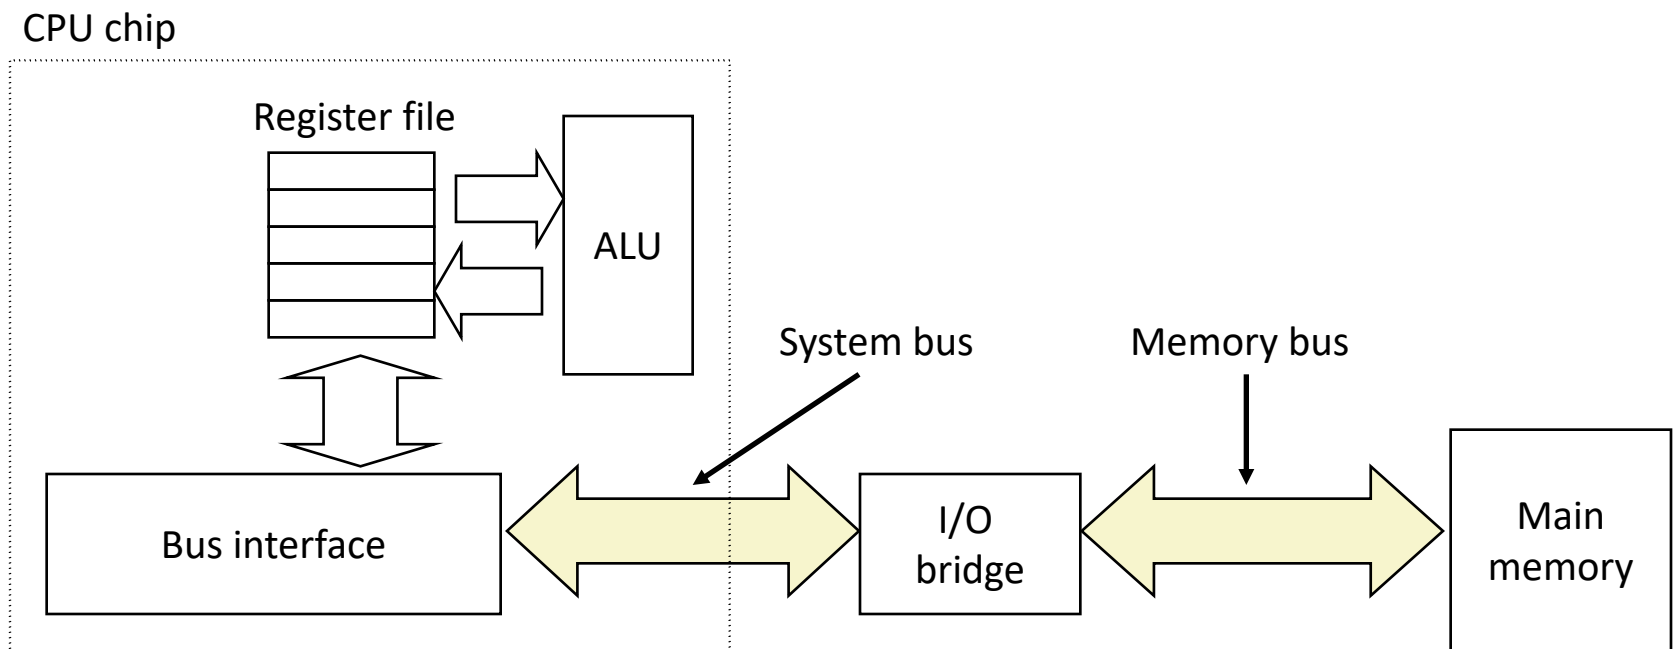 CPU chip
Register file
ALU
System bus
Memory bus
Bus interface
I/O
bridge
Main
memory